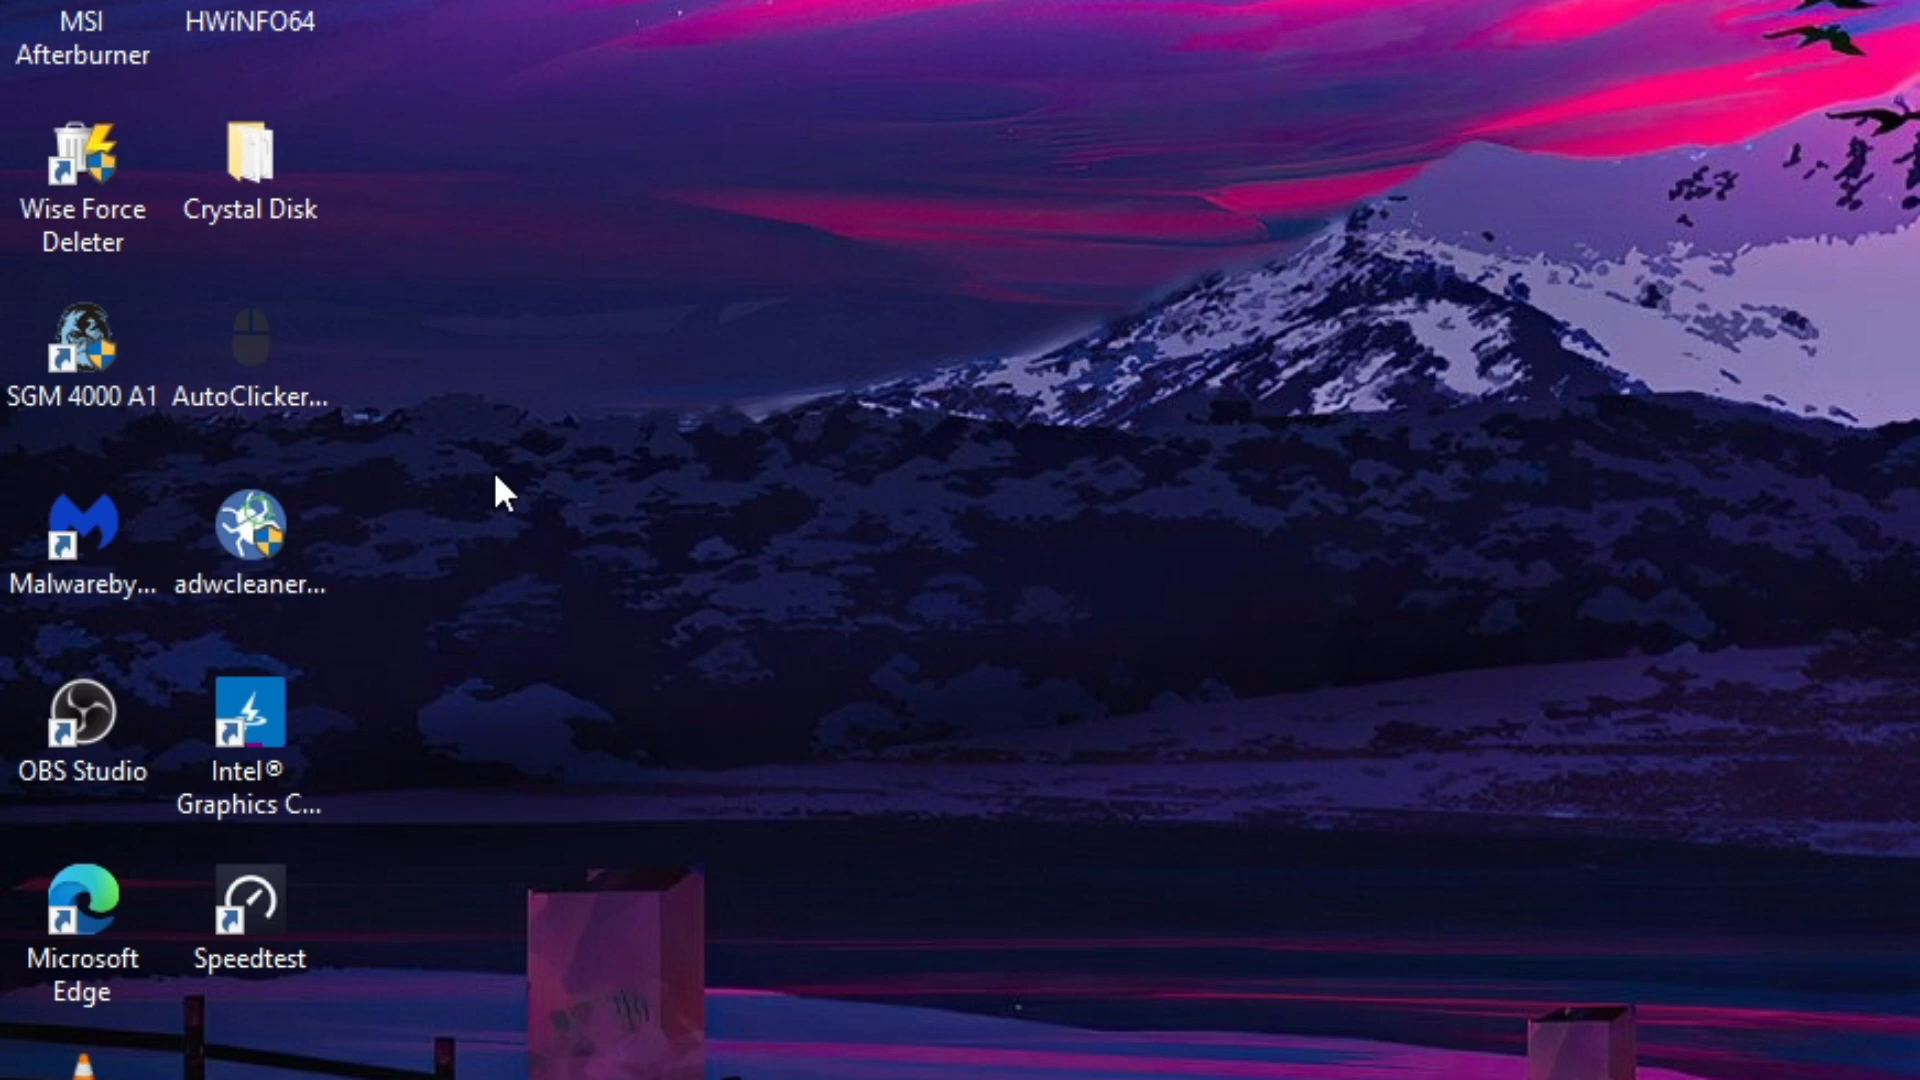 MSI
Afterburner
HWiNFO64
Wise Force
Deleter
Crystal Disk
SGM 4000 A1
AutoClicker...
Malwareby...
adwcleaner...
OBS Studio
Intel®
Graphics C...
Microsoft
Edge
Speedtest